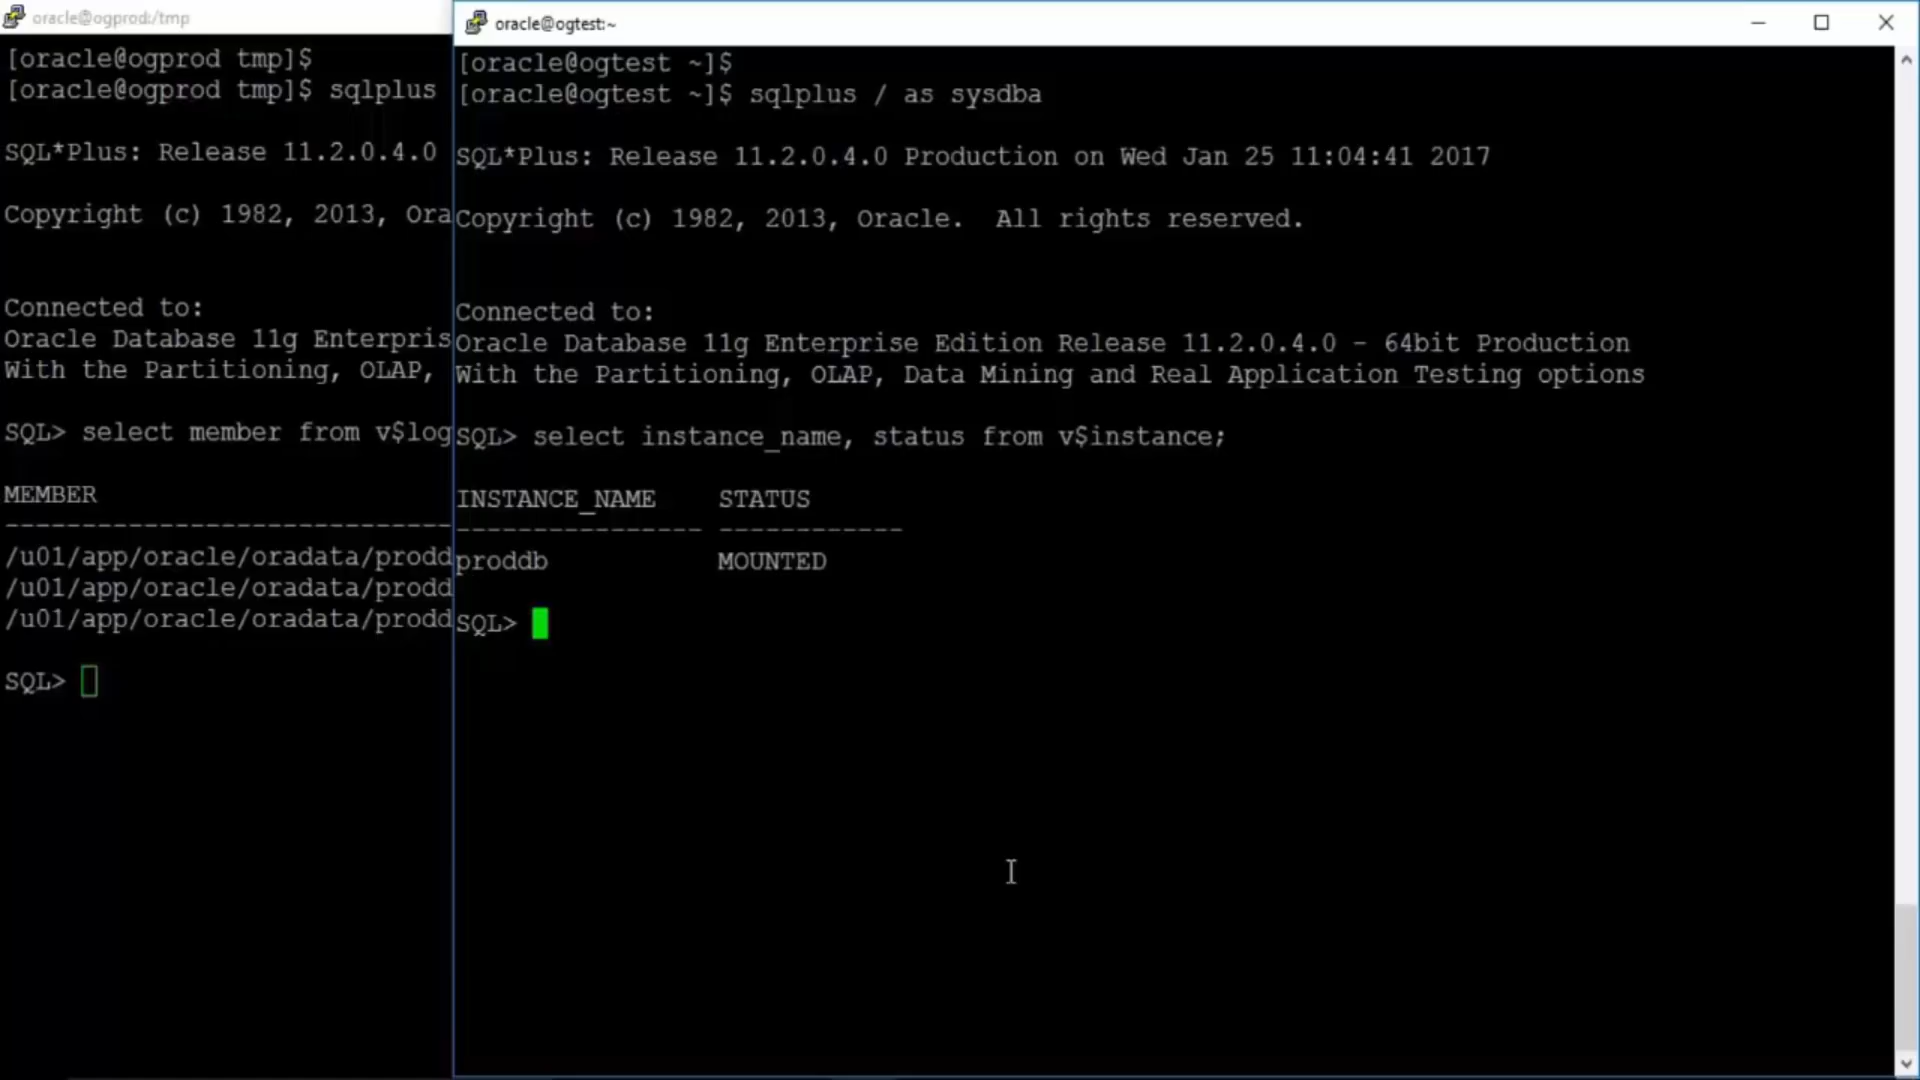 oracle@ogprod:/tmp
[oracle@ogprod tmp]$
[oracle@ogprod tmp]$ sqlplus
SQL*Plus: Release 11.2.0.4.0
Copyright (c) 1982, 2013, Ora
Connected to:
Oracle Database 11g Enterpris
With the Partitioning, OLAP,
SQL> select member from v$log
MEMBER
-----------------------------
/u01/app/oracle/oradata/prodd
/u01/app/oracle/oradata/prodd
/u01/app/oracle/oradata/prodd
SQL>
oracle@ogtest:~
[oracle@ogtest ~]$
[oracle@ogtest ~]$ sqlplus / as sysdba
SQL*Plus: Release 11.2.0.4.0 Production on Wed Jan 25 11:04:41 2017
Copyright (c) 1982, 2013, Oracle.  All rights reserved.
Connected to:
Oracle Database 11g Enterprise Edition Release 11.2.0.4.0 - 64bit Production
With the Partitioning, OLAP, Data Mining and Real Application Testing options
SQL> select instance_name, status from v$instance;
INSTANCE_NAME    STATUS
---------------- ------------
proddb           MOUNTED
SQL>